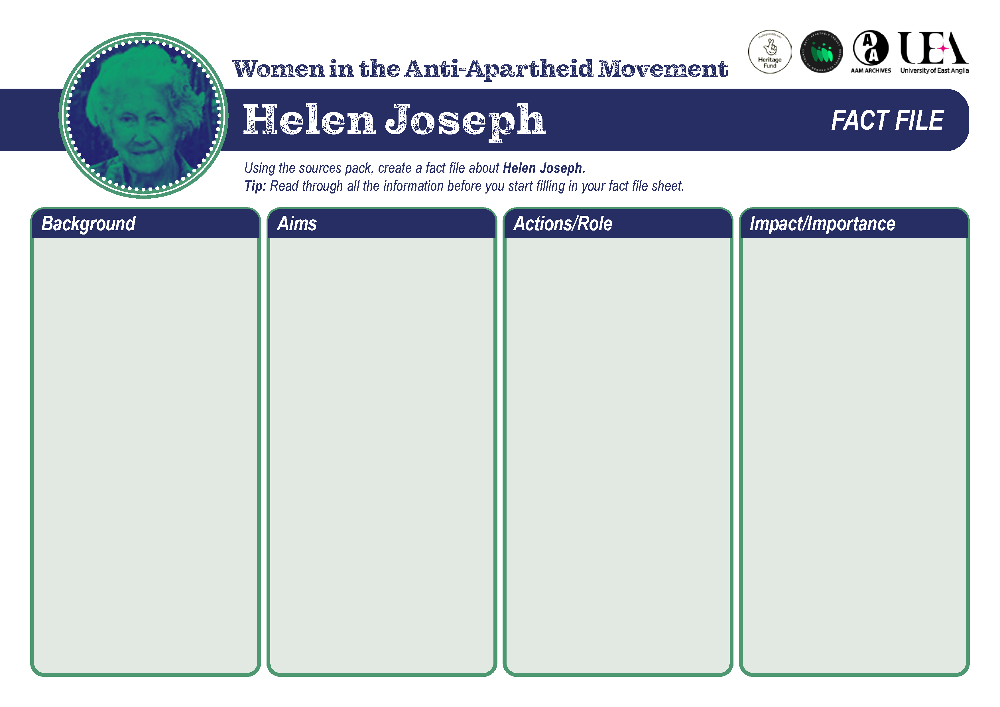 Made possible with
Heritage
Fund
ANTI-APARTHEID LEGACY
CENTRE OF MEMORY AND LEARNING
A
A
AAM ARCHIVES
UEA
University of East Anglia
Women in the Anti-Apartheid Movement
Helen Joseph
FACT FILE
Using the sources pack, create a fact file about Helen Joseph.
Tip: Read through all the information before you start filling in your fact file sheet.
Background
Aims
Actions/Role
Impact/Importance